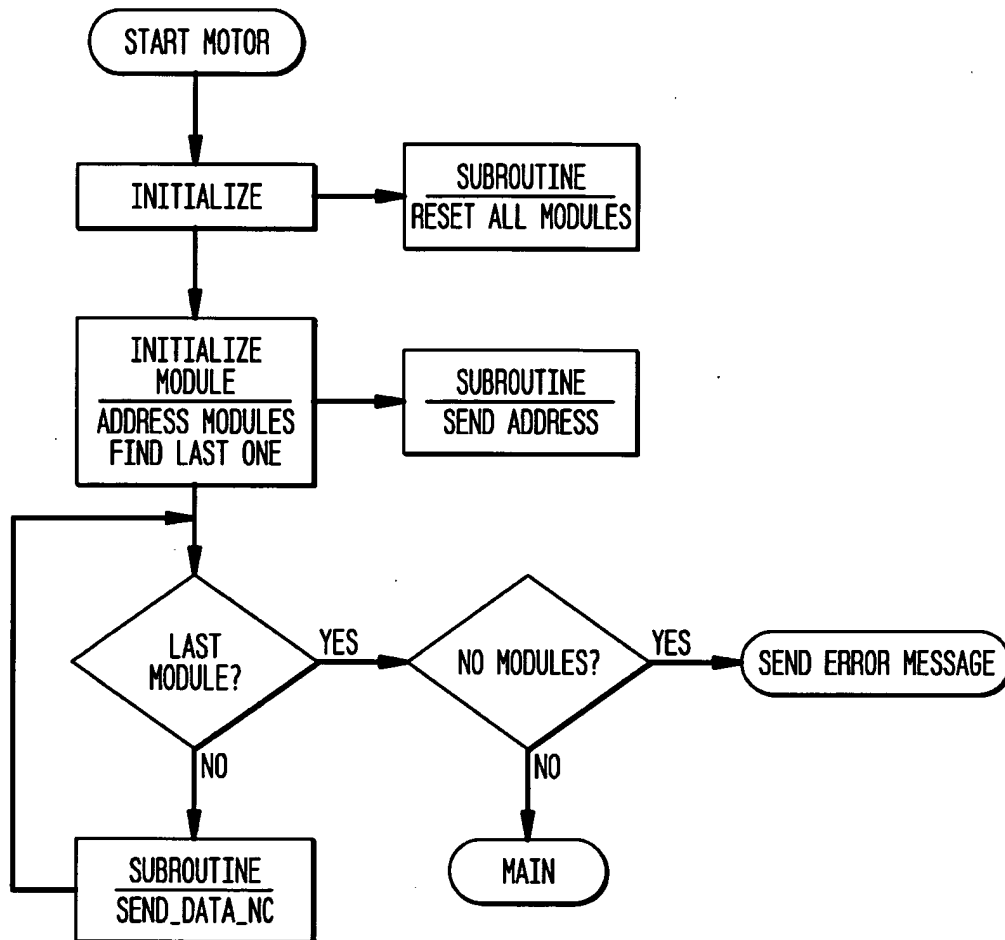 START MOTOR
INITIALIZE
SUBROUTINE
RESET ALL MODULES
INITIALIZE
MODULE
ADDRESS MODULES
FIND LAST ONE
SUBROUTINE
SEND ADDRESS
LAST
MODULE?
YES
NO MODULES?
YES
SEND ERROR MESSAGE
NO
NO
SUBROUTINE
SEND_DATA_NC
MAIN